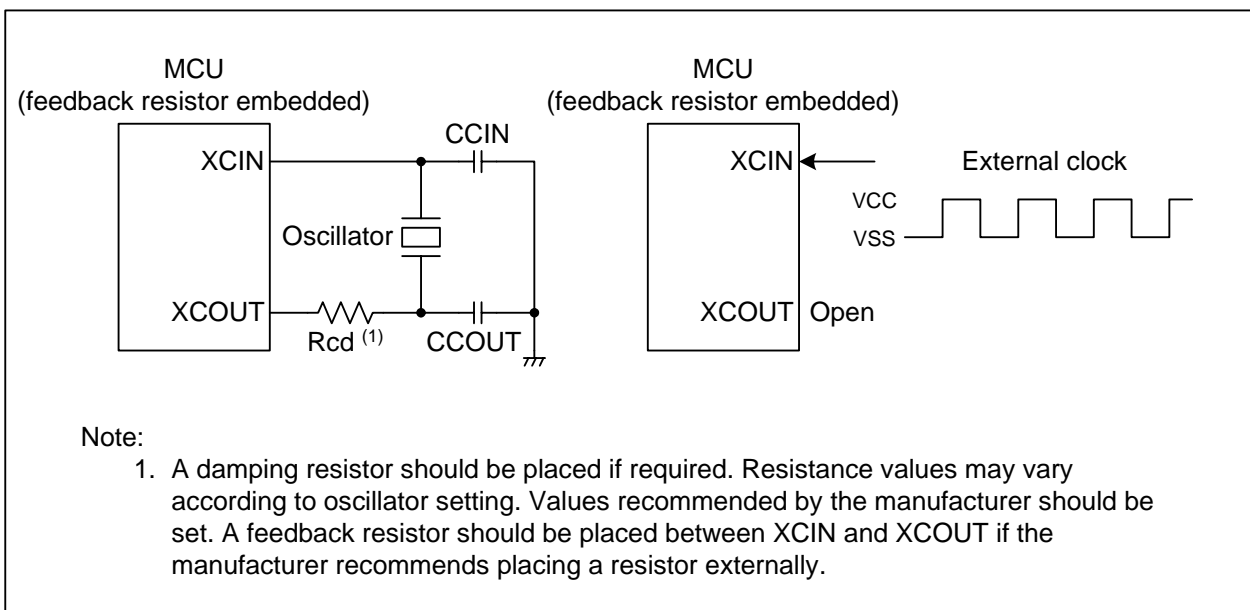 MCU
(feedback resistor embedded)
XCIN
CCIN
Oscillator
XCOUT
Rcd (1)
CCOUT
MCU
(feedback resistor embedded)
XCIN
External clock
VCC
VSS
XCOUT
Open
Note:
1. A damping resistor should be placed if required. Resistance values may vary
according to oscillator setting. Values recommended by the manufacturer should be
set. A feedback resistor should be placed between XCIN and XCOUT if the
manufacturer recommends placing a resistor externally.